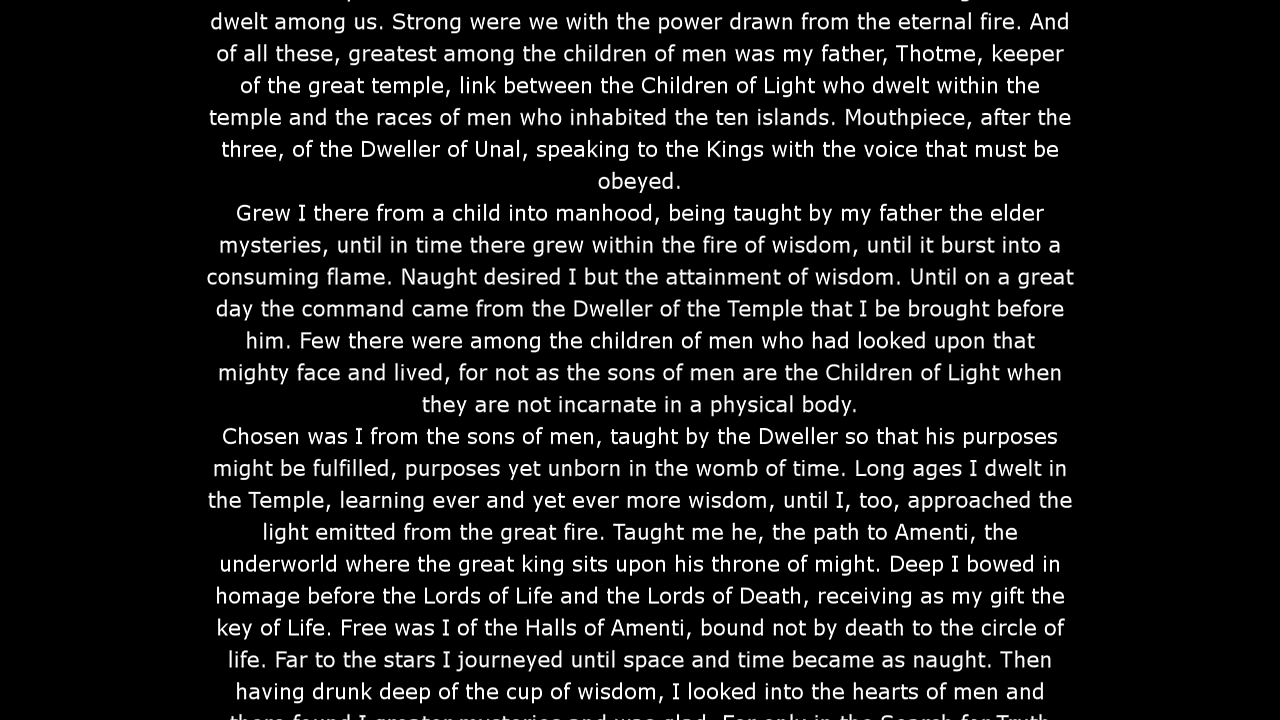 dwelt among us. Strong were we with the power drawn from the eternal fire. And
of all these, greatest among the children of men was my father, Thotme, keeper
of the great temple, link between the Children of Light who dwelt within the
temple and the races of men who inhabited the ten islands. Mouthpiece, after the
three, of the Dweller of Unal, speaking to the Kings with the voice that must be
obeyed.
Grew I there from a child into manhood, being taught by my father the elder
mysteries, until in time there grew within the fire of wisdom, until it burst into a
consuming flame. Naught desired I but the attainment of wisdom. Until on a great
day the command came from the Dweller of the Temple that I be brought before
him. Few there were among the children of men who had looked upon that
mighty face and lived, for not as the sons of men are the Children of Light when
they are not incarnate in a physical body.
Chosen was I from the sons of men, taught by the Dweller so that his purposes
might be fulfilled, purposes yet unborn in the womb of time. Long ages I dwelt in
the Temple, learning ever and yet ever more wisdom, until I, too, approached the
light emitted from the great fire. Taught me he, the path to Amenti, the
underworld where the great king sits upon his throne of might. Deep I bowed in
homage before the Lords of Life and the Lords of Death, receiving as my gift the
key of Life. Free was I of the Halls of Amenti, bound not by death to the circle of
life. Far to the stars I journeyed until space and time became as naught. Then
having drunk deep of the cup of wisdom, I looked into the hearts of men and
there found I greater mysteries and was glad. For only in the Search for Truth